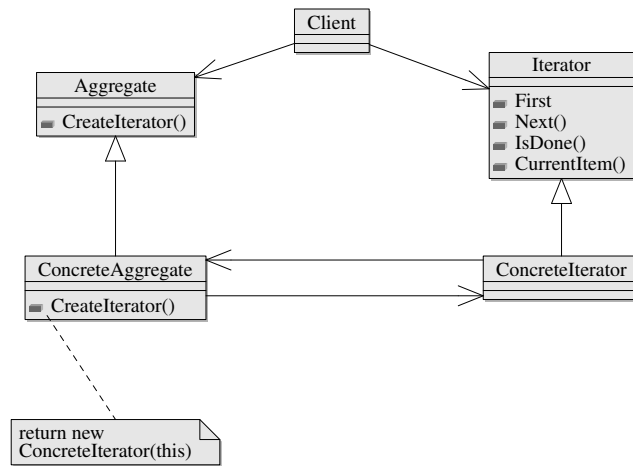 Client
Aggregate
CreateIterator()
Iterator
First
Next()
IsDone()
CurrentItem()
ConcreteAggregate
CreateIterator()
ConcreteIterator
return new
ConcreteIterator(this)